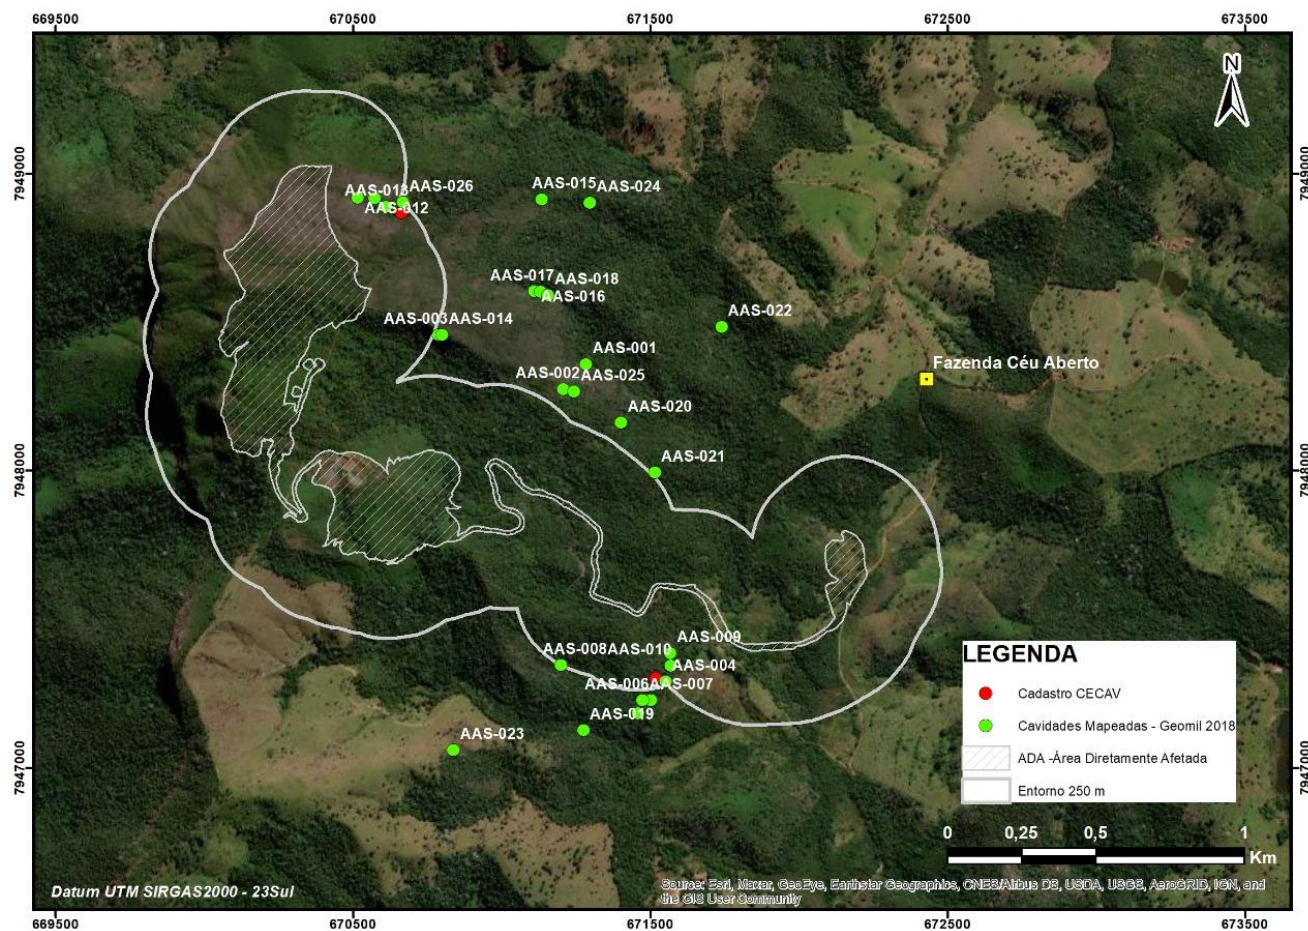 669500 670500 671500 672500 673500
N
7949000 7949000
AAS-013 AAS-026
AAS-012
AAS-015 AAS-024
AAS-017 AAS-018
AAS-016
AAS-003 AAS-014
AAS-022
AAS-001
AAS-002 AAS-025
Fazenda Céu Aberto
AAS-020
AAS-021
7948000 7948000
AAS-009
AAS-008 AAS-010
AAS-004
AAS-006 AAS-007
AAS-019
AAS-023
7947000 7947000
LEGENDA
Cadastro CECAV
Cavidades Mapeadas - Geomil 2018
ADA -Área Diretamente Afetada
Entorno 250 m
0 0,25 0,5 1
Km
Datum UTM SIRGAS2000 - 23Sul
Source: Esri, Maxar, GeoEye, Earthstar Geographics, CNES/Airbus DS, USDA, USGS, AeroGRID, IGN, and
the GIS User Community
669500 670500 671500 672500 673500